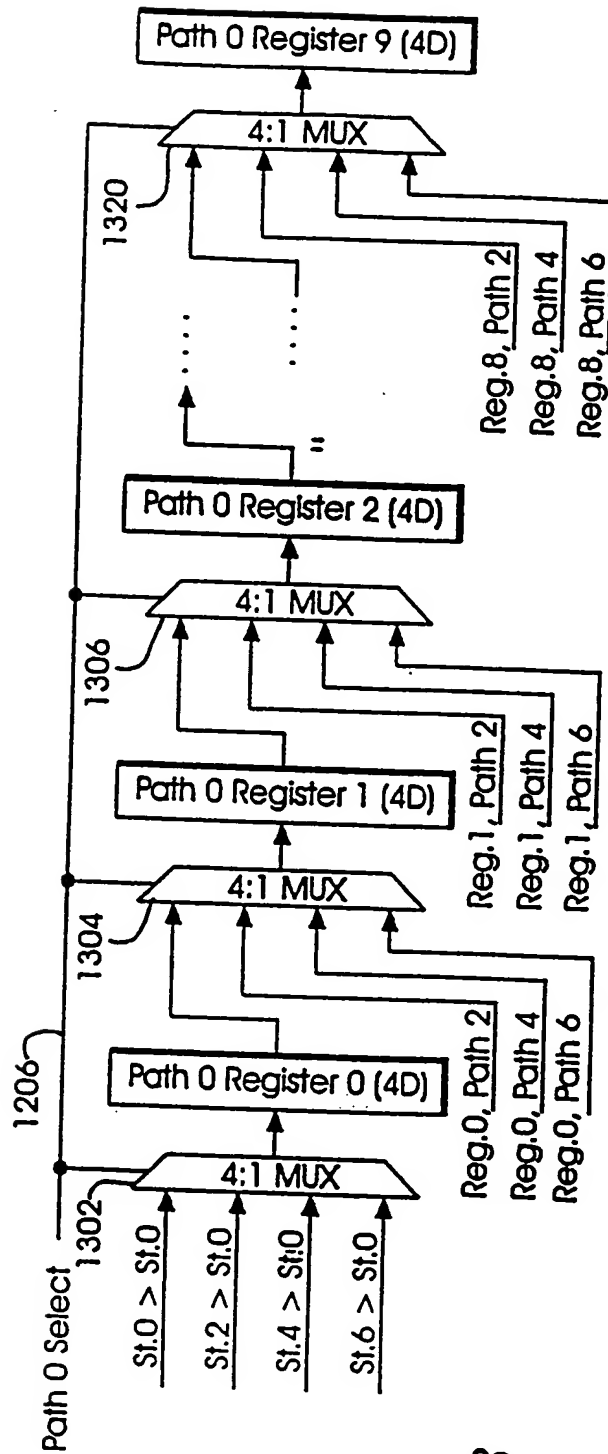 Path 0 Select
1206
1302
4:1 MUX
St.0 > St.0
St.2 > St.0
St.4 > St.0
St.6 > St.0
Path 0 Register 0 (4D)
1304
4:1 MUX
Reg.0, Path 2
Reg.0, Path 4
Reg.0, Path 6
Path 0 Register 1 (4D)
1306
4:1 MUX
Reg.1, Path 2
Reg.1, Path 4
Reg.1, Path 6
Path 0 Register 2 (4D)
1320
4:1 MUX
Reg.8, Path 2
Reg.8, Path 4
Reg.8, Path 6
Path 0 Register 9 (4D)